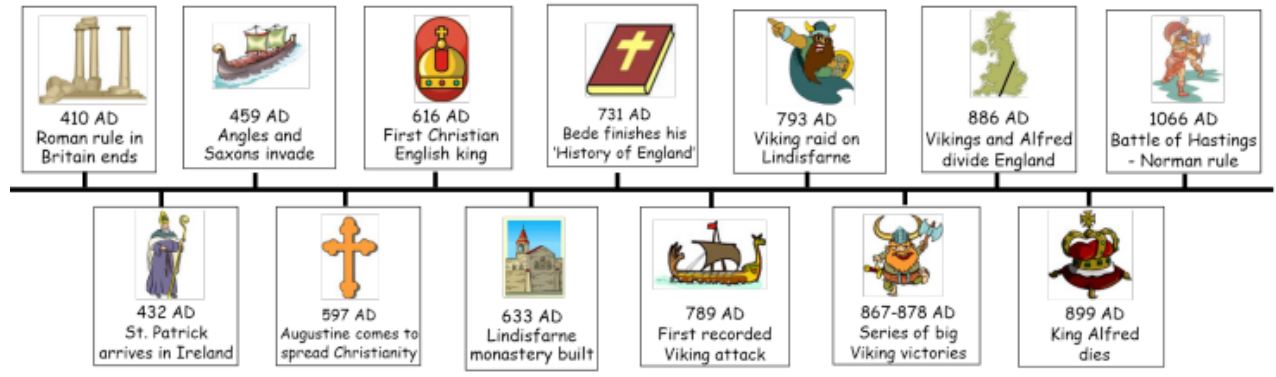 410 AD
Roman rule in
Britain ends
459 AD
Angles and
Saxons invade
616 AD
First Christian
English king
731 AD
Bede finishes his
'History of England'
793 AD
Viking raid on
Lindisfarne
886 AD
Vikings and Alfred
divide England
1066 AD
Battle of Hastings
- Norman rule
432 AD
St. Patrick
arrives in Ireland
597 AD
Augustine comes to
spread Christianity
633 AD
Lindisfarne
monastery built
789 AD
First recorded
Viking attack
867-878 AD
Series of big
Viking victories
899 AD
King Alfred
dies